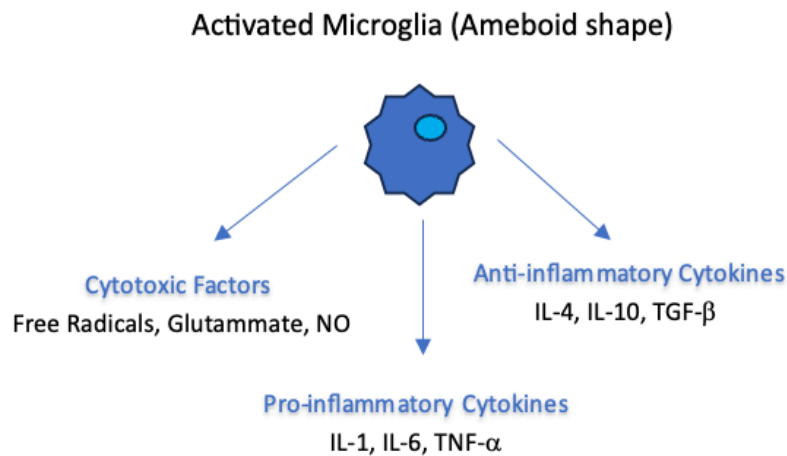 Activated Microglia (Ameboid shape)
Cytotoxic Factors
Free Radicals, Glutammate, NO
Anti-inflammatory Cytokines
IL-4, IL-10, TGF-β
Pro-inflammatory Cytokines
IL-1, IL-6, TNF-α